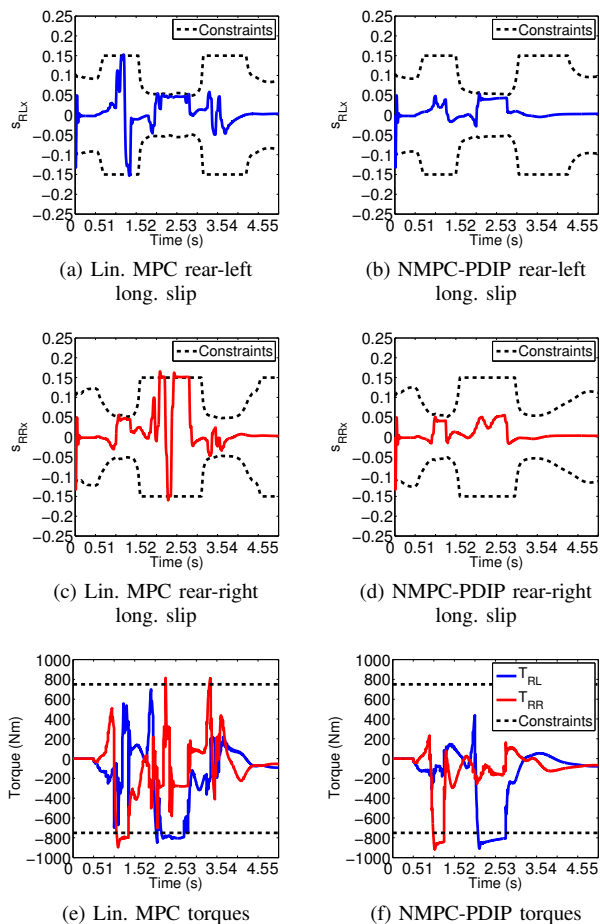 0.25
0.2
0.15
0.1
0.05
0
−0.05
−0.1
−0.15
−0.2
−0.25
s_RLx
Constraints
0 0.51 1.52 2.53 3.54 4.55
Time (s)
(a) Lin. MPC rear-left
long. slip
0.25
0.2
0.15
0.1
0.05
0
−0.05
−0.1
−0.15
−0.2
−0.25
s_RLx
Constraints
0 0.51 1.52 2.53 3.54 4.55
Time (s)
(b) NMPC-PDIP rear-left
long. slip
0.25
0.2
0.15
0.1
0.05
0
−0.05
−0.1
−0.15
−0.2
−0.25
s_RRx
Constraints
0 0.51 1.52 2.53 3.54 4.55
Time (s)
(c) Lin. MPC rear-right
long. slip
0.25
0.2
0.15
0.1
0.05
0
−0.05
−0.1
−0.15
−0.2
−0.25
s_RRx
Constraints
0 0.51 1.52 2.53 3.54 4.55
Time (s)
(d) NMPC-PDIP rear-right
long. slip
1000
800
600
400
200
0
−200
−400
−600
−800
−1000
Torque (Nm)
0 0.51 1.52 2.53 3.54 4.55
Time (s)
(e) Lin. MPC torques
1000
800
600
400
200
0
−200
−400
−600
−800
−1000
Torque (Nm)
T_RL
T_RR
Constraints
0 0.51 1.52 2.53 3.54 4.55
Time (s)
(f) NMPC-PDIP torques